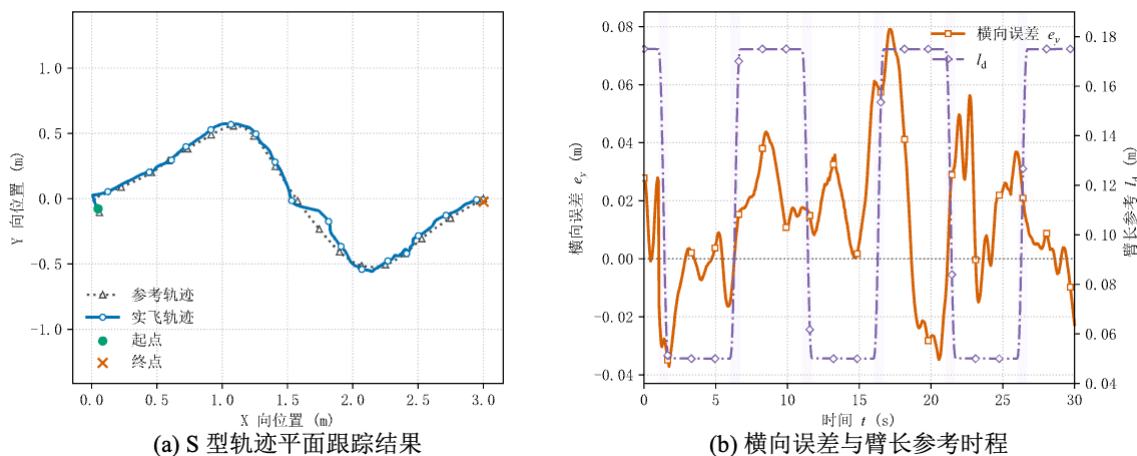 1.0
0.5
0.0
-0.5
-1.0
Y 向位置 (m)
参考轨迹
实飞轨迹
起点
终点
0.0 0.5 1.0 1.5 2.0 2.5 3.0
X 向位置 (m)
(a) S 型轨迹平面跟踪结果
0.08
0.06
0.04
0.02
0.00
-0.02
-0.04
横向误差 e_y (m)
横向误差 e_y
l_d
0.18
0.16
0.14
0.12
0.10
0.08
0.06
0.04
臂长参考 l_d (m)
0 5 10 15 20 25 30
时间 t (s)
(b) 横向误差与臂长参考时程